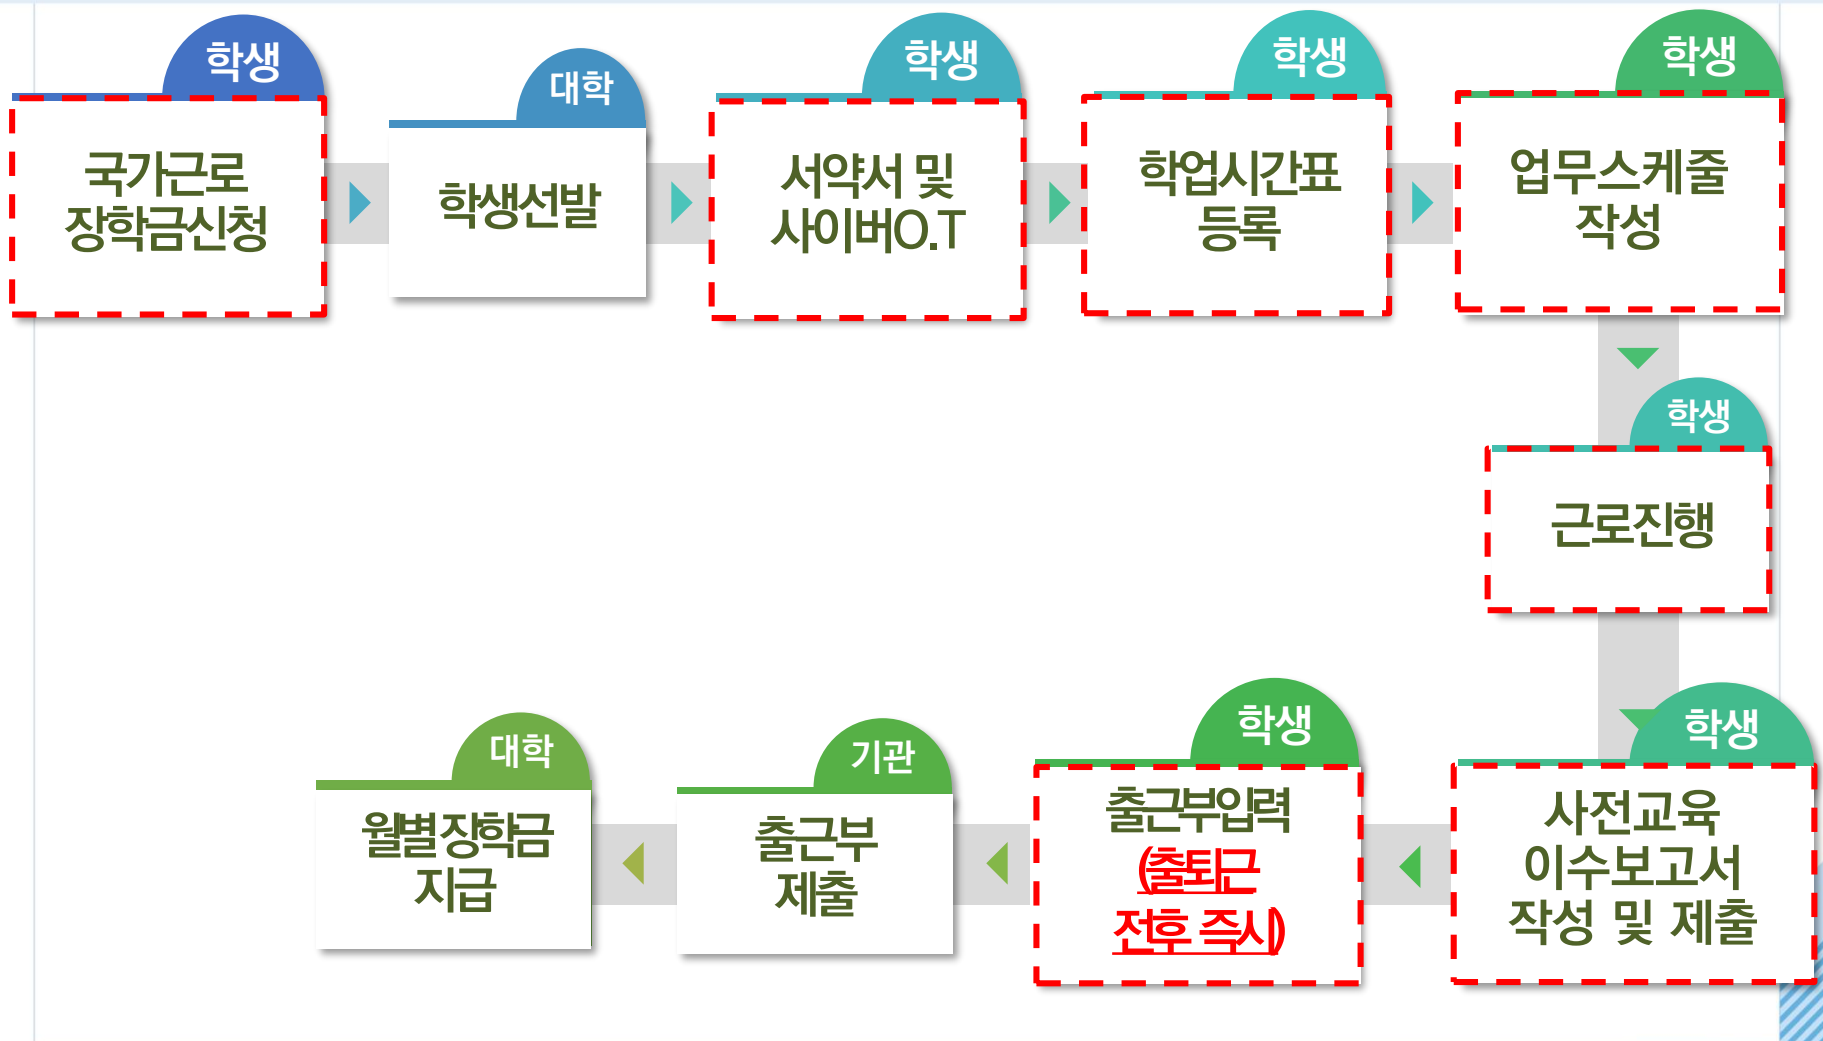 학생
국가근로
장학금신청
대학
학생선발
학생
서약서 및
사이버O.T
학생
학업시간표
등록
학생
업무스케줄
작성
학생
근로진행
학생
사전교육
이수보고서
작성 및 제출
학생
출근부입력
(출퇴근
전후 즉시)
기관
출근부
제출
대학
월별 장학금
지급